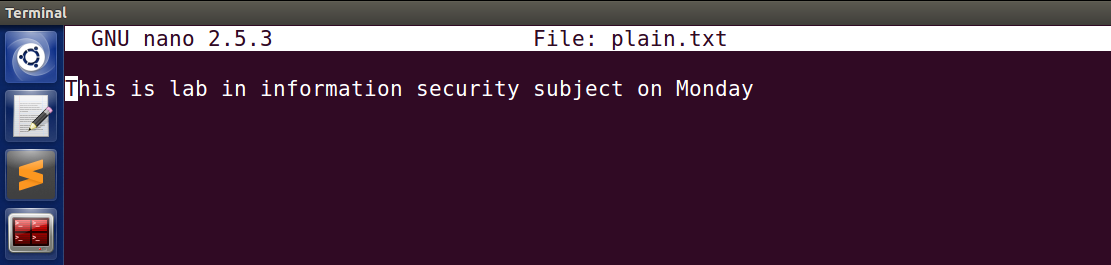 Terminal
GNU nano 2.5.3 File: plain.txt
This is lab in information security subject on Monday